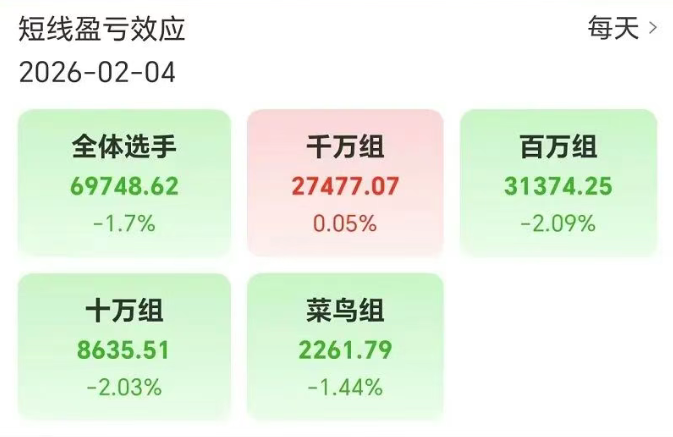 短线盈亏效应
每天 >
2026-02-04
全体选手
69748.62
-1.7%
千万组
27477.07
0.05%
百万组
31374.25
-2.09%
十万组
8635.51
-2.03%
菜鸟组
2261.79
-1.44%